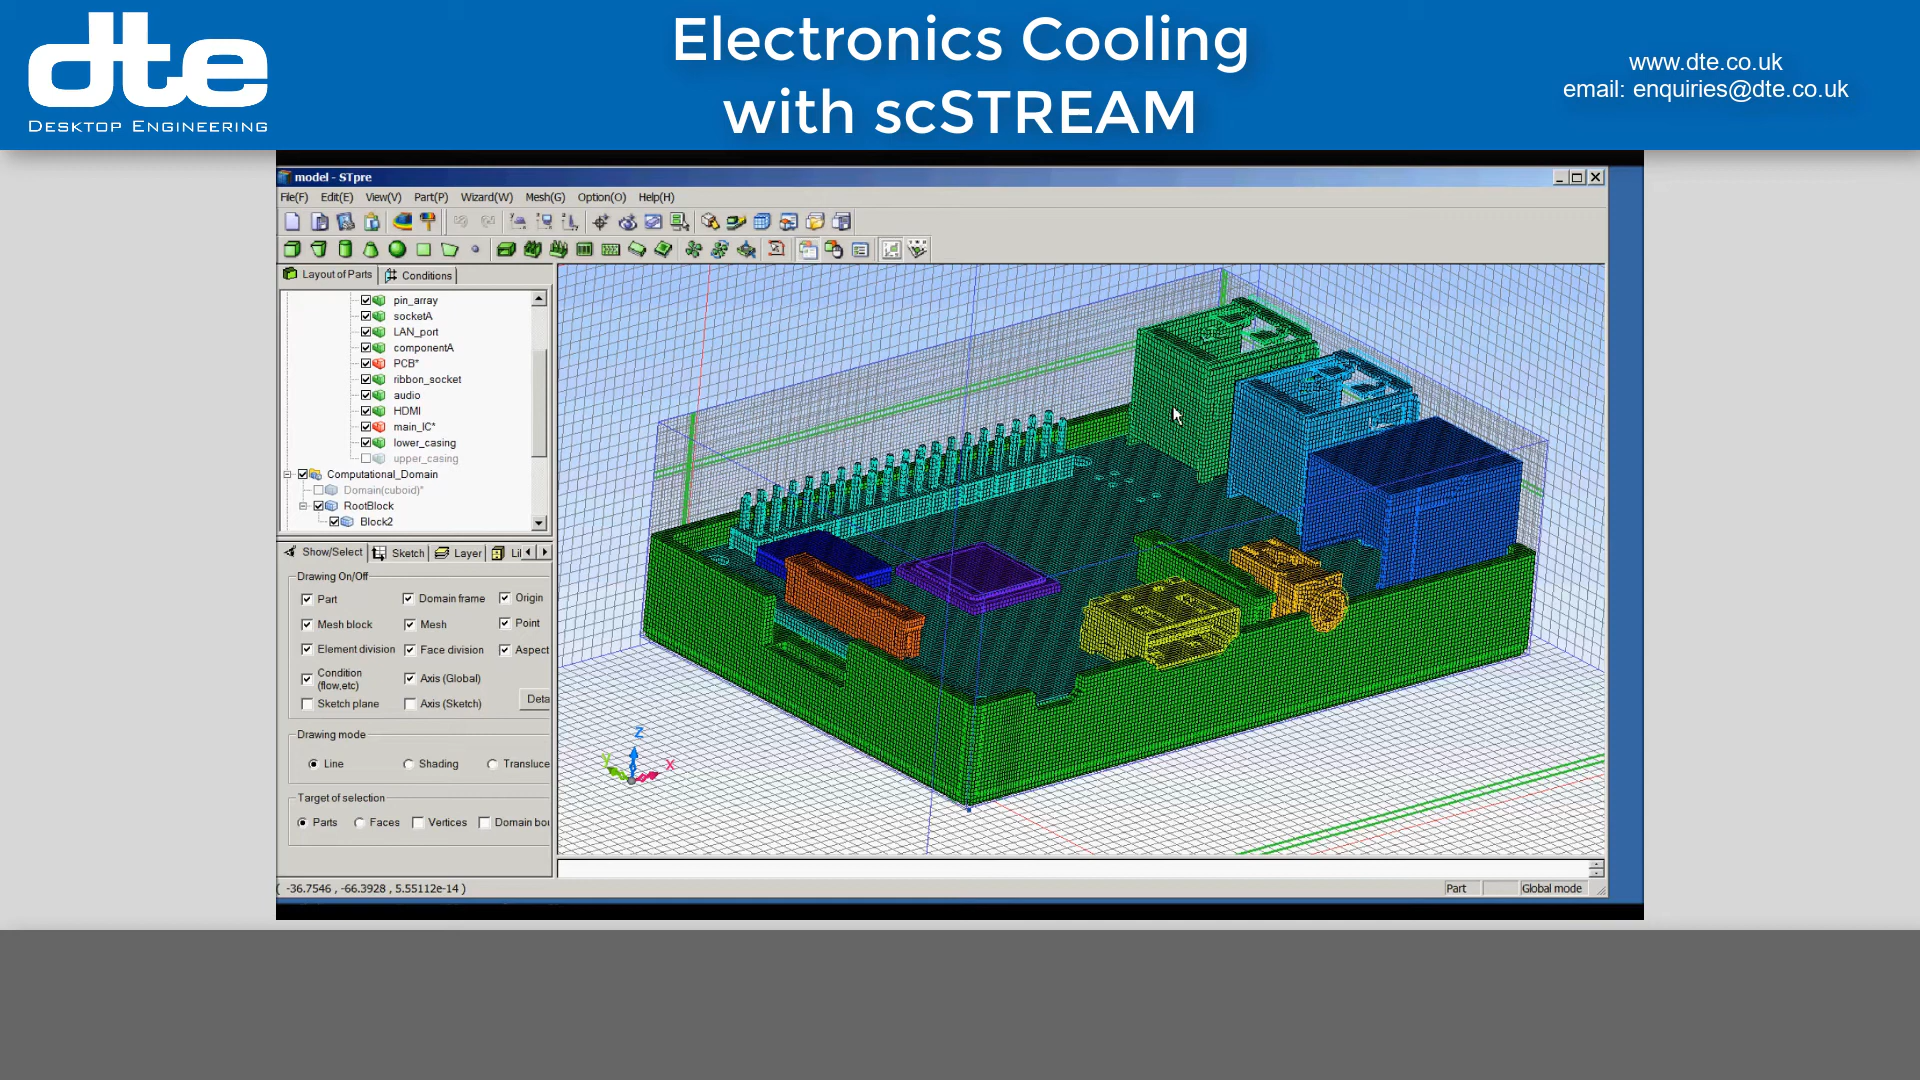 dte
DESKTOP ENGINEERING
Electronics Cooling
with scSTREAM
www.dte.co.uk
email: enquiries@dte.co.uk
model - STpre
File(F) Edit(E) View(V) Part(P) Wizard(W) Mesh(G) Option(O) Help(H)
Layout of Parts Conditions
pin_array
socketA
LAN_port
componentA
PCB*
ribbon_socket
audio
HDMI
main_IC*
lower_casing
upper_casing
Computational_Domain
Domain(cuboid)*
RootBlock
Block2
Show/Select Sketch Layer Li
Drawing On/Off
Part Domain frame Origin
Mesh block Mesh Point
Element division Face division Aspect
Condition
(flow,etc) Axis (Global)
Sketch plane Axis (Sketch) Deta
Drawing mode
Line Shading Transluce
Target of selection
Parts Faces Vertices Domain bou
Z
Y X
( -36.7546 , -66.3928 , 5.55112e-14 ) Part Global mode